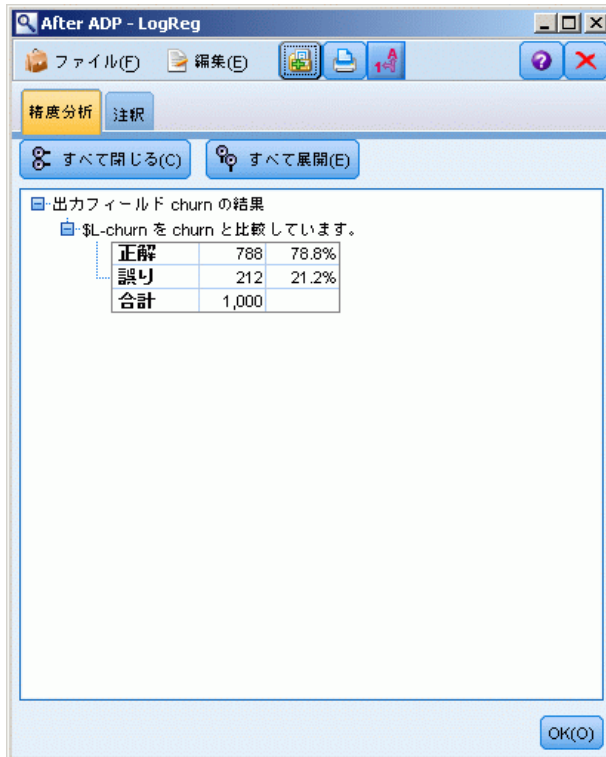 After ADP - LogReg
ファイル(F) 編集(E)
精度分析 注釈
すべて閉じる(C) すべて展開(E)
出力フィールド churn の結果
$L-churn を churn と比較しています。
正解 788 78.8%
誤り 212 21.2%
合計 1,000
OK(O)